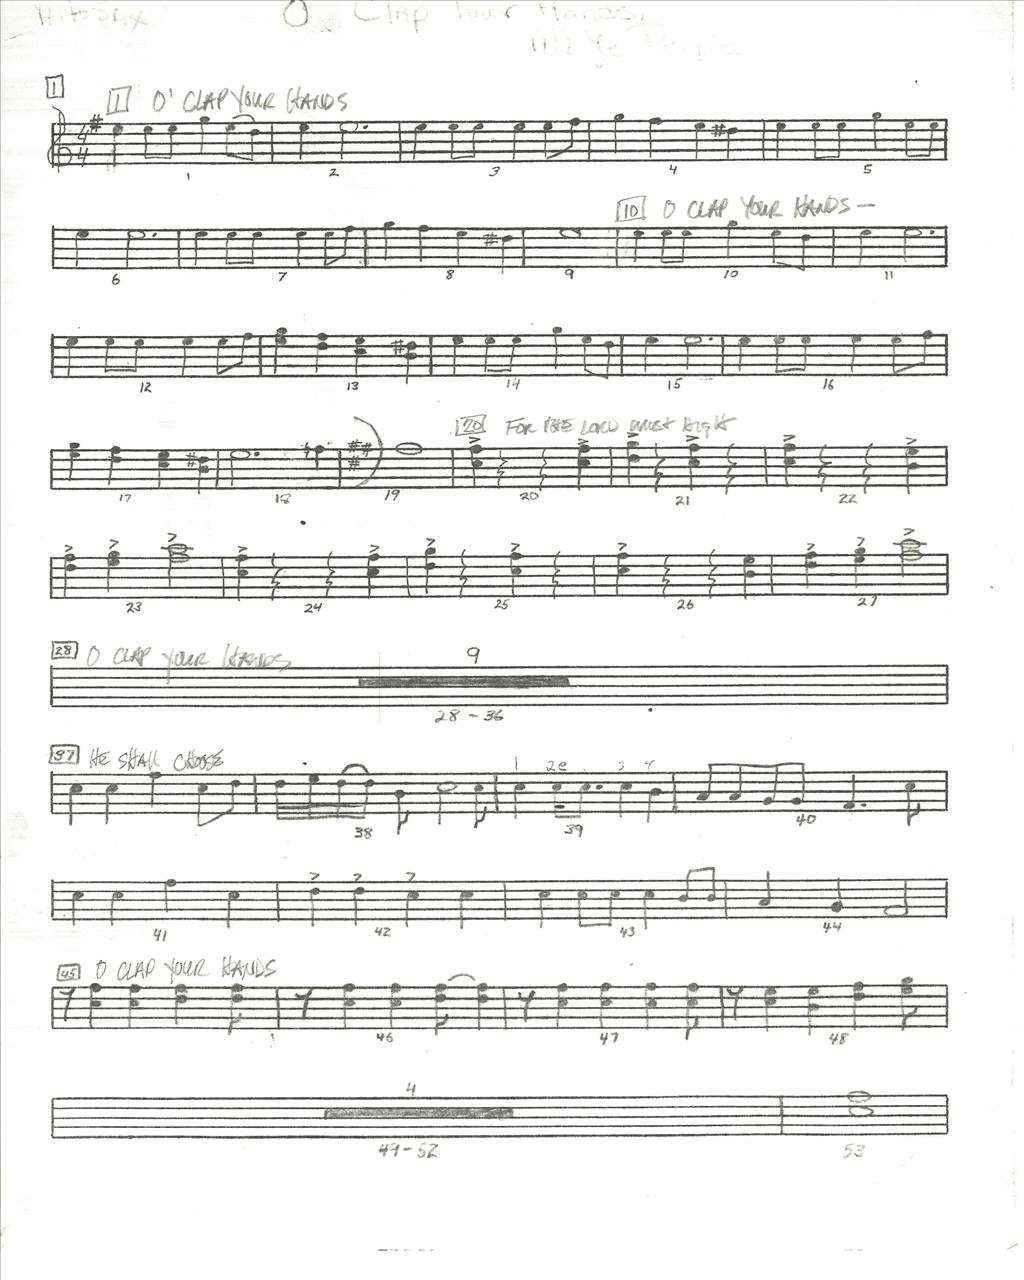 Alto Sax O Clap Your Hands,
All Ye People
1
1 O' CLAP YOUR HANDS
4
4
1 2 3 4 5
10 O CLAP YOUR HANDS —
6 7 8 9 10 11
12 13 14 15 16
20 FOR THE LORD MOST HIGH
17 18 19 20 21 22
23 24 25 26 27
28 O CLAP YOUR HANDS
9
28 - 36
37 HE SHALL CHOOSE
1 2e 3 4
38 39 40
41 42 43 44
45 O CLAP YOUR HANDS
46 47 48
4
49 - 52 53